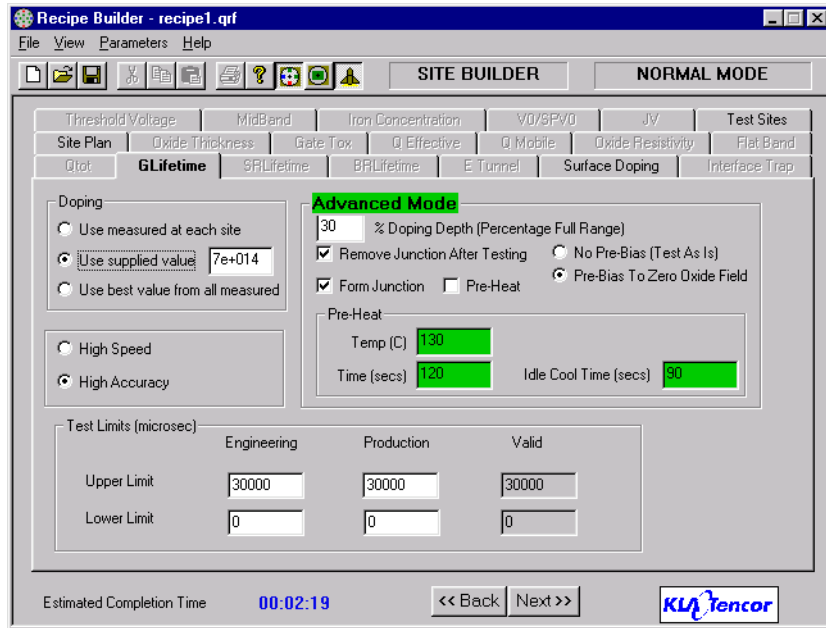 Recipe Builder - recipe1.qrf
File View Parameters Help
SITE BUILDER NORMAL MODE
Threshold Voltage MidBand Iron Concentration V0/SPV0 JV Test Sites
Site Plan Oxide Thickness Gate Tox Q Effective Q Mobile Oxide Resistivity Flat Band
Qtot GLifetime SRLifetime BRLifetime E Tunnel Surface Doping Interface Trap
Doping
Use measured at each site
Use supplied value 7e+014
Use best value from all measured
High Speed
High Accuracy
Advanced Mode
30 % Doping Depth (Percentage Full Range)
Remove Junction After Testing No Pre-Bias (Test As Is)
Form Junction Pre-Heat Pre-Bias To Zero Oxide Field
Pre-Heat
Temp (C) 130
Time (secs) 120 Idle Cool Time (secs) 90
Test Limits (microsec)
Engineering Production Valid
Upper Limit 30000 30000 30000
Lower Limit 0 0 0
Estimated Completion Time 00:02:19 << Back Next >> KLA Tencor